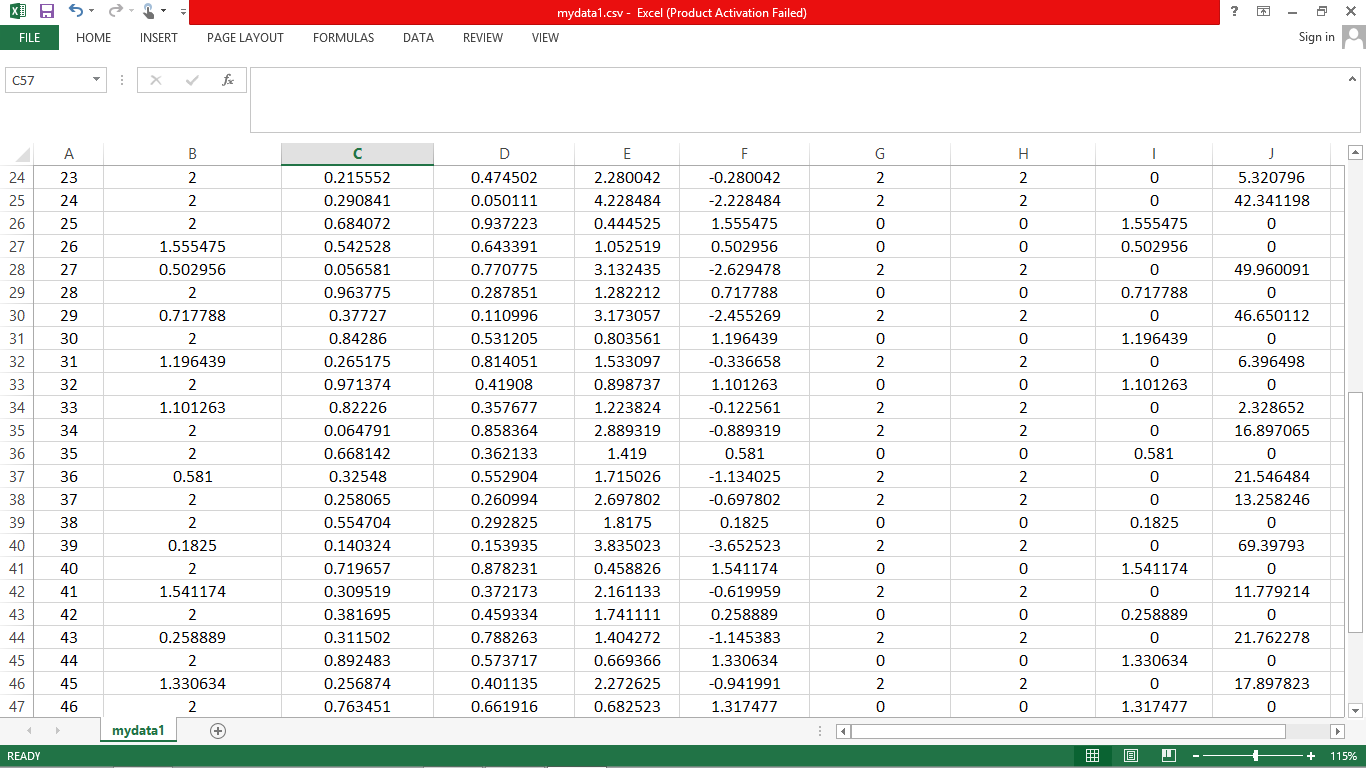 mydata1.csv - Excel (Product Activation Failed)
?
FILE HOME INSERT PAGE LAYOUT FORMULAS DATA REVIEW VIEW Sign in
C57 fx
A B C D E F G H I J
24 23 2 0.215552 0.474502 2.280042 -0.280042 2 2 0 5.320796
25 24 2 0.290841 0.050111 4.228484 -2.228484 2 2 0 42.341198
26 25 2 0.684072 0.937223 0.444525 1.555475 0 0 1.555475 0
27 26 1.555475 0.542528 0.643391 1.052519 0.502956 0 0 0.502956 0
28 27 0.502956 0.056581 0.770775 3.132435 -2.629478 2 2 0 49.960091
29 28 2 0.963775 0.287851 1.282212 0.717788 0 0 0.717788 0
30 29 0.717788 0.37727 0.110996 3.173057 -2.455269 2 2 0 46.650112
31 30 2 0.84286 0.531205 0.803561 1.196439 0 0 1.196439 0
32 31 1.196439 0.265175 0.814051 1.533097 -0.336658 2 2 0 6.396498
33 32 2 0.971374 0.41908 0.898737 1.101263 0 0 1.101263 0
34 33 1.101263 0.82226 0.357677 1.223824 -0.122561 2 2 0 2.328652
35 34 2 0.064791 0.858364 2.889319 -0.889319 2 2 0 16.897065
36 35 2 0.668142 0.362133 1.419 0.581 0 0 0.581 0
37 36 0.581 0.32548 0.552904 1.715026 -1.134025 2 2 0 21.546484
38 37 2 0.258065 0.260994 2.697802 -0.697802 2 2 0 13.258246
39 38 2 0.554704 0.292825 1.8175 0.1825 0 0 0.1825 0
40 39 0.1825 0.140324 0.153935 3.835023 -3.652523 2 2 0 69.39793
41 40 2 0.719657 0.878231 0.458826 1.541174 0 0 1.541174 0
42 41 1.541174 0.309519 0.372173 2.161133 -0.619959 2 2 0 11.779214
43 42 2 0.381695 0.459334 1.741111 0.258889 0 0 0.258889 0
44 43 0.258889 0.311502 0.788263 1.404272 -1.145383 2 2 0 21.762278
45 44 2 0.892483 0.573717 0.669366 1.330634 0 0 1.330634 0
46 45 1.330634 0.256874 0.401135 2.272625 -0.941991 2 2 0 17.897823
47 46 2 0.763451 0.661916 0.682523 1.317477 0 0 1.317477 0
mydata1
READY 115%